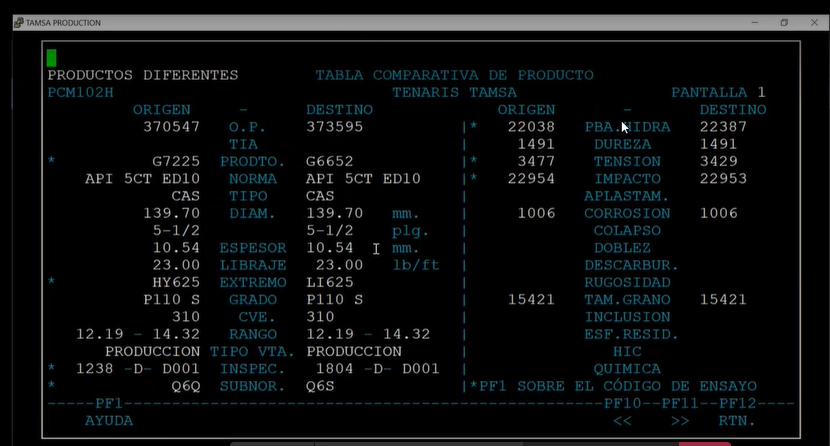 TAMSA PRODUCTION
PRODUCTOS DIFERENTES TABLA COMPARATIVA DE PRODUCTO
PCM102H TENARIS TAMSA PANTALLA 1
ORIGEN - DESTINO ORIGEN - DESTINO
370547 O.P. 373595 |* 22038 PBA.HIDRA 22387
TIA | 1491 DUREZA 1491
* G7225 PRODTO. G6652 |* 3477 TENSION 3429
API 5CT ED10 NORMA API 5CT ED10 |* 22954 IMPACTO 22953
CAS TIPO CAS | APLASTAM.
139.70 DIAM. 139.70 mm. | 1006 CORROSION 1006
5-1/2 5-1/2 plg. | COLAPSO
10.54 ESPESOR 10.54 mm. | DOBLEZ
23.00 LIBRAJE 23.00 lb/ft | DESCARBUR.
* HY625 EXTREMO LI625 | RUGOSIDAD
P110 S GRADO P110 S | 15421 TAM.GRANO 15421
310 CVE. 310 | INCLUSION
12.19 - 14.32 RANGO 12.19 - 14.32 | ESF.RESID.
PRODUCCION TIPO VTA. PRODUCCION | HIC
* 1238 -D- D001 INSPEC. 1804 -D- D001 | QUIMICA
* Q6Q SUBNOR. Q6S |*PF1 SOBRE EL CÓDIGO DE ENSAYO
-----PF1------------------------------------------------------PF10---PF11---PF12----
AYUDA << >> RTN.